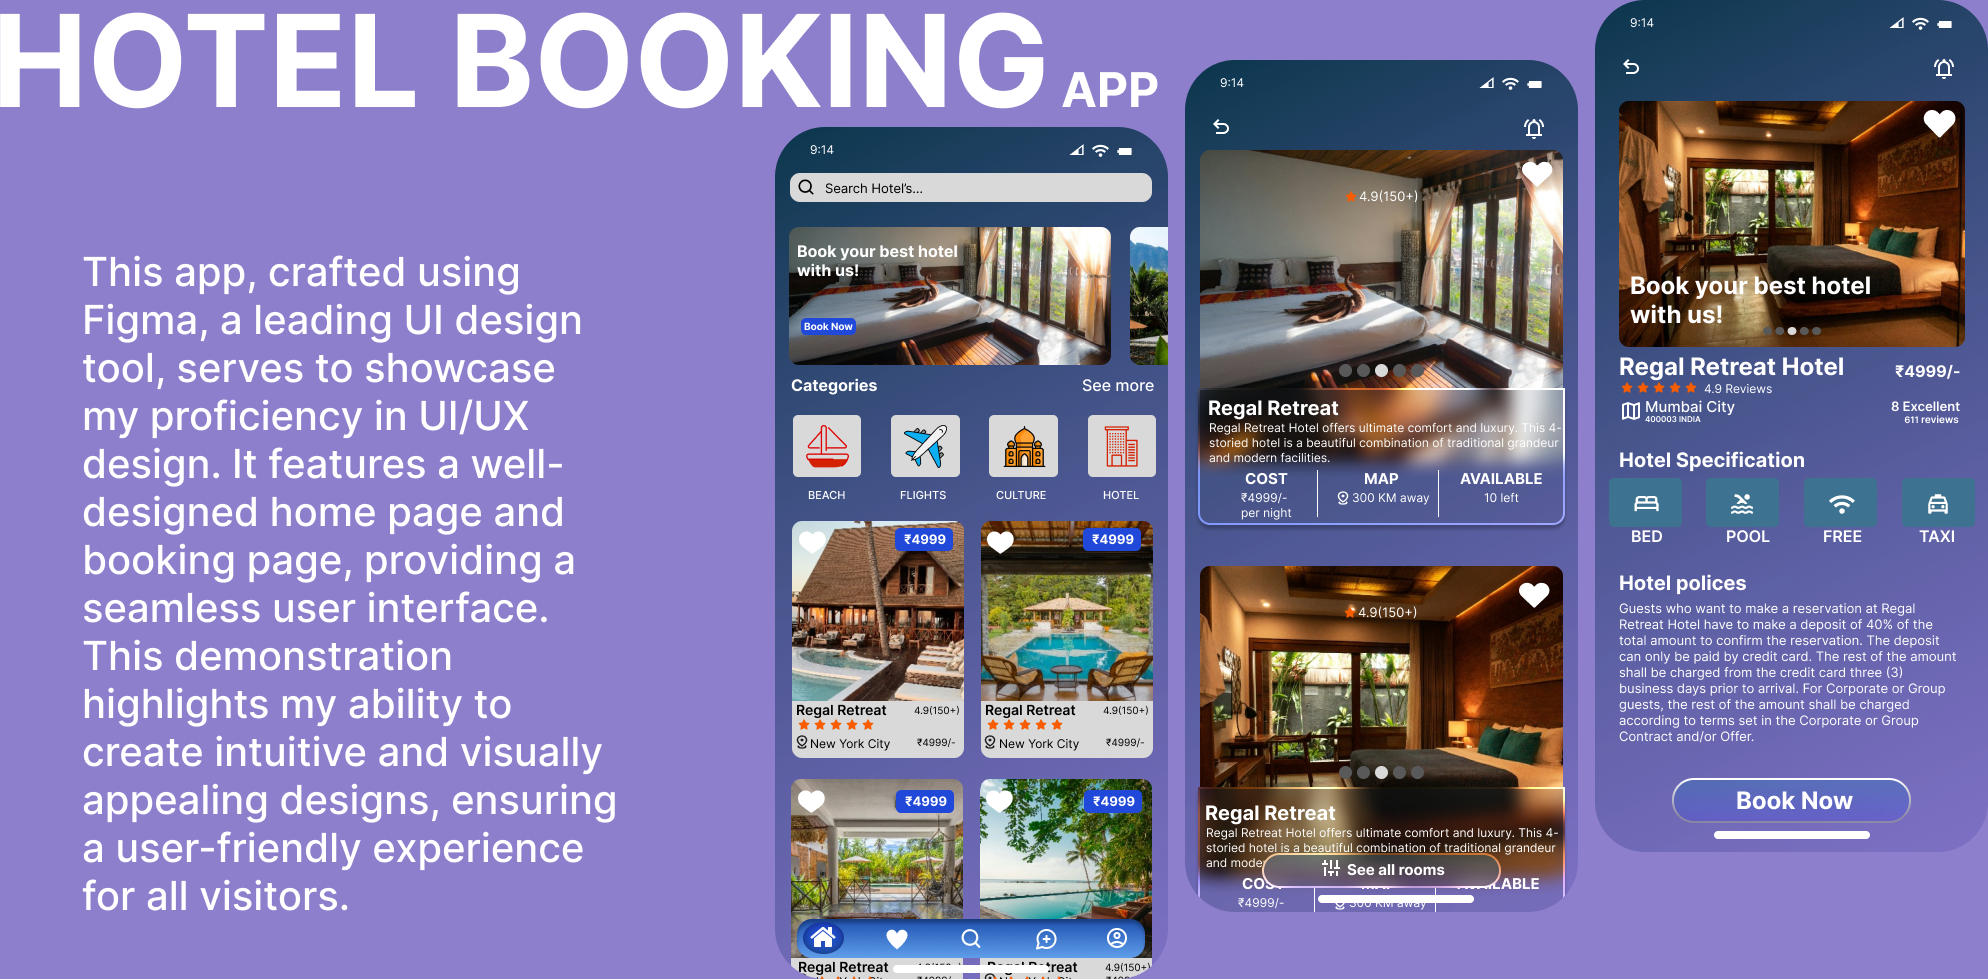 HOTEL BOOKING APP
This app, crafted using
Figma, a leading UI design
tool, serves to showcase
my proficiency in UI/UX
design. It features a well-
designed home page and
booking page, providing a
seamless user interface.
This demonstration
highlights my ability to
create intuitive and visually
appealing designs, ensuring
a user-friendly experience
for all visitors.
9:14
Search Hotel's...
Book your best hotel
with us!
Book Now
Categories See more
BEACH FLIGHTS CULTURE HOTEL
₹4999 ₹4999
Regal Retreat 4.9(150+) Regal Retreat 4.9(150+)
New York City ₹4999/- New York City ₹4999/-
₹4999 ₹4999
Regal Retreat Retreat 4.9(150+)
9:14
4.9(150+)
Regal Retreat
Regal Retreat Hotel offers ultimate comfort and luxury. This 4-
storied hotel is a beautiful combination of traditional grandeur
and modern facilities.
COST MAP AVAILABLE
₹4999/- 300 KM away 10 left
per night
4.9(150+)
Regal Retreat
Regal Retreat Hotel offers ultimate comfort and luxury. This 4-
storied hotel is a beautiful combination of traditional grandeur
and
See all rooms
₹4999/- 300 KM away
9:14
Book your best hotel
with us!
Regal Retreat Hotel ₹4999/-
4.9 Reviews
Mumbai City 8 Excellent
400003 INDIA 611 reviews
Hotel Specification
BED POOL FREE TAXI
Hotel polices
Guests who want to make a reservation at Regal
Retreat Hotel have to make a deposit of 40% of the
total amount to confirm the reservation. The deposit
can only be paid by credit card. The rest of the amount
shall be charged from the credit card three (3)
business days prior to arrival. For Corporate or Group
guests, the rest of the amount shall be charged
according to terms set in the Corporate or Group
Contract and/or Offer.
Book Now